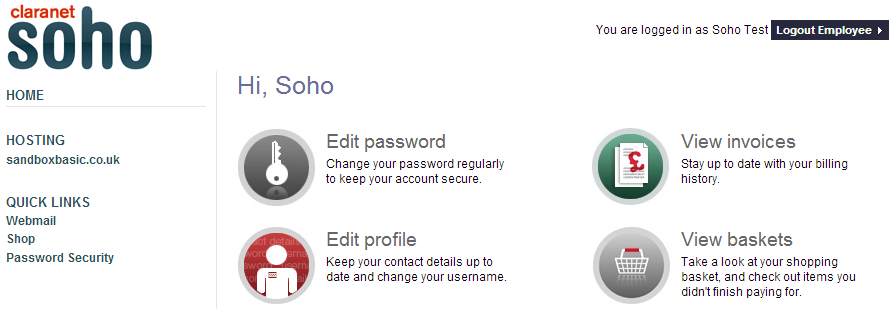 claranet
soho
You are logged in as Soho Test Logout Employee
HOME
HOSTING
sandboxbasic.co.uk
QUICK LINKS
Webmail
Shop
Password Security
Hi, Soho
Edit password
Change your password regularly
to keep your account secure.
View invoices
Stay up to date with your billing
history.
Edit profile
Keep your contact details up to
date and change your username.
View baskets
Take a look at your shopping
basket, and check out items you
didn't finish paying for.